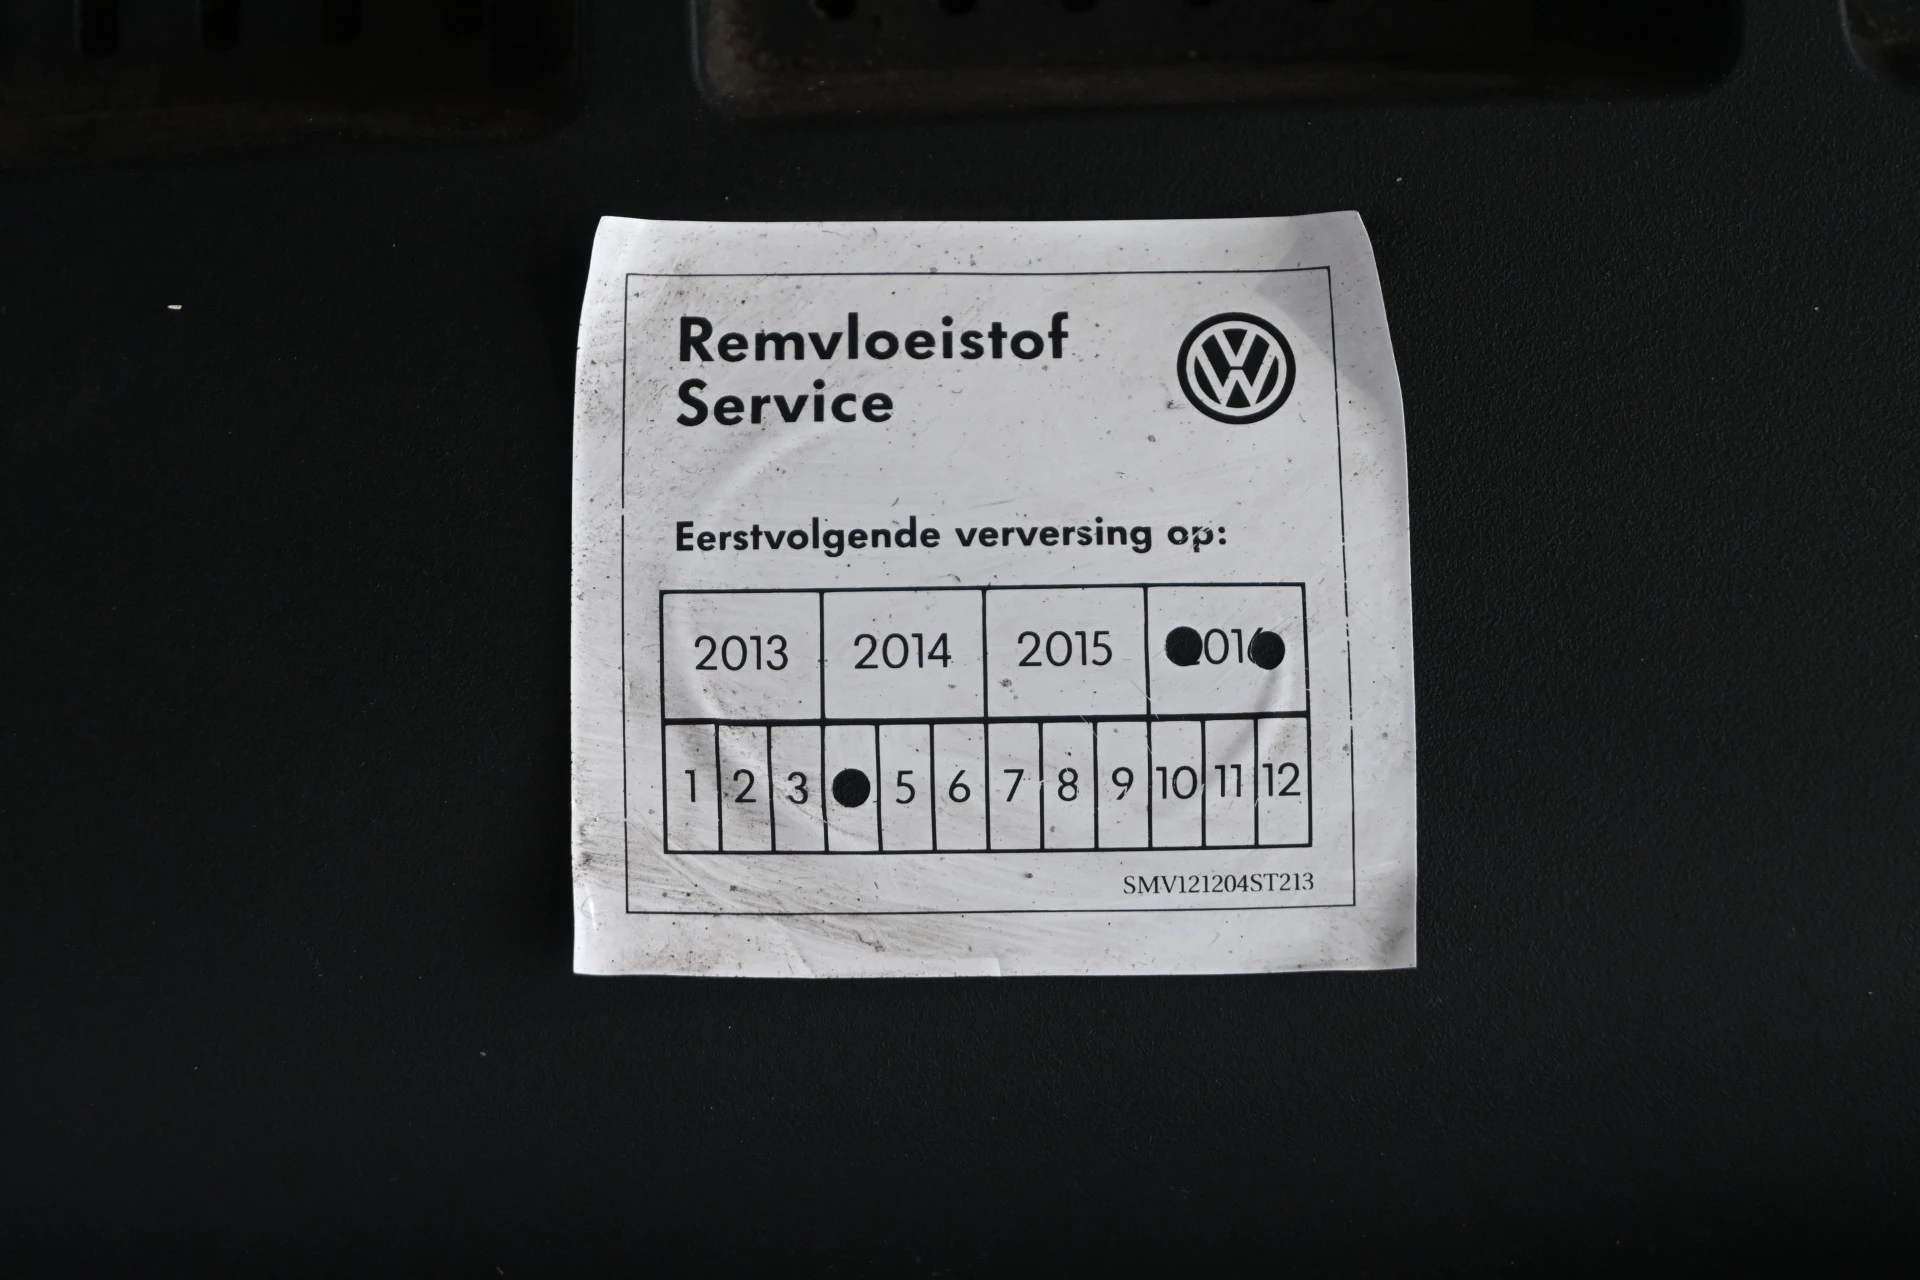 Remvloeistof
Service
Eerstvolgende verversing op:
2013 2014 2015 016
1 2 3 5 6 7 8 9 10 11 12
SMV121204ST213